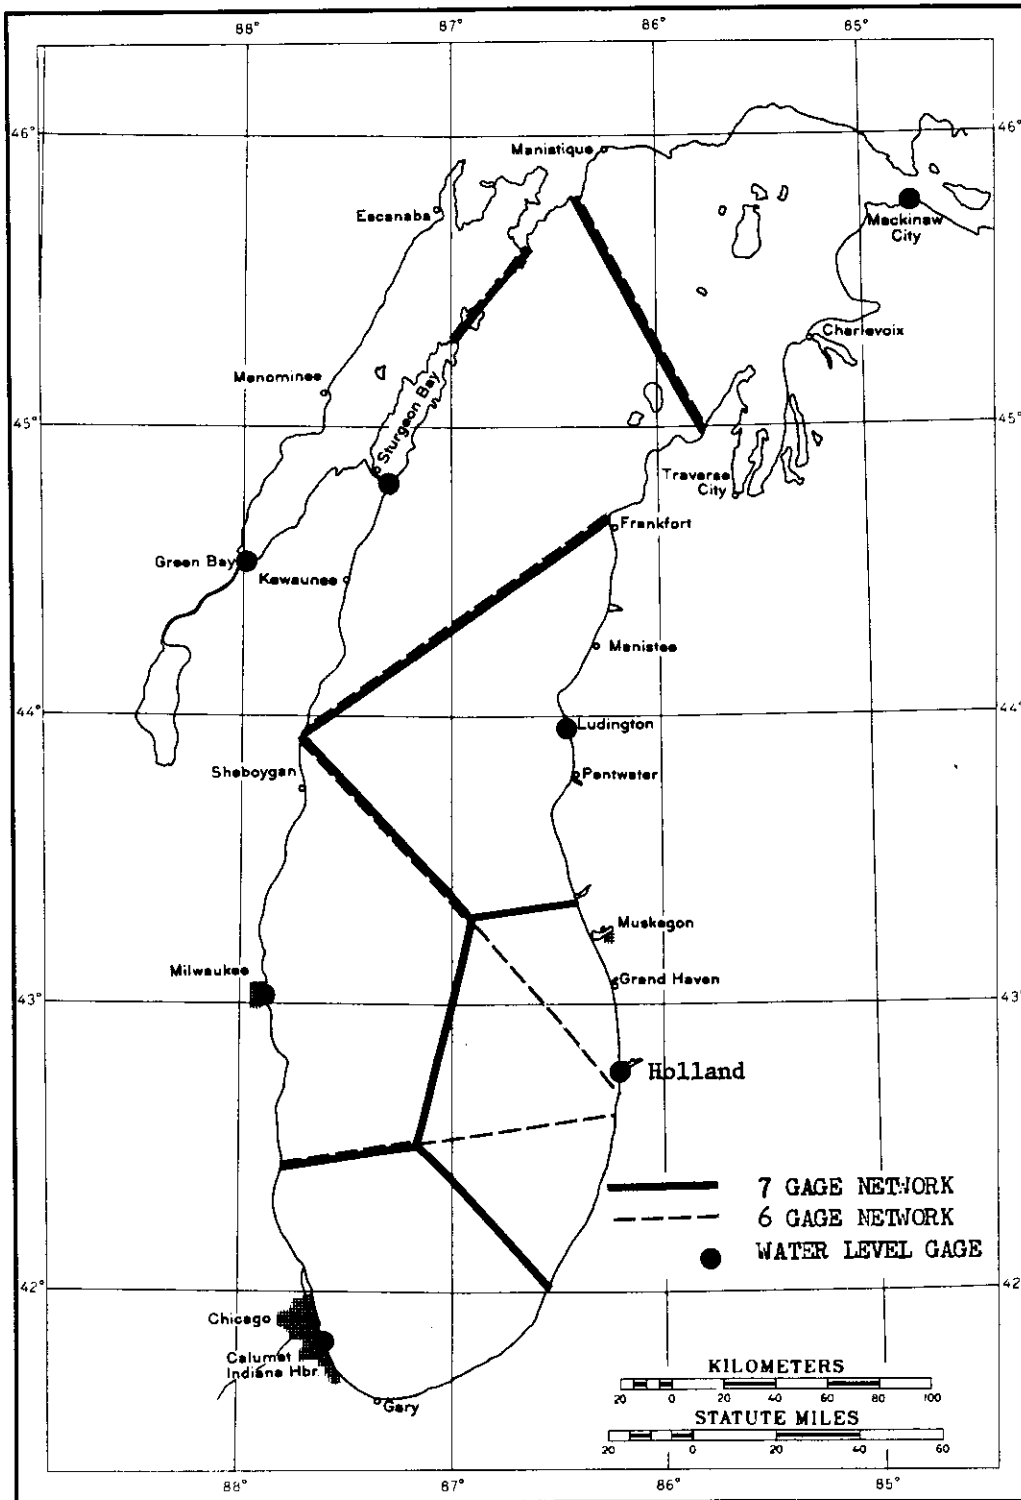 88° 87° 86° 85°
46° 46°
Manistique
Escanaba
Mackinaw
City
Charlevoix
Menominee
Sturgeon Bay
45° 45°
Traverse
City
Frankfort
Green Bay
Kewaunee
Manistee
44° 44°
Ludington
Sheboygan
Pentwater
Muskegon
Milwaukee
Grand Haven
43° 43°
Holland
7 GAGE NETWORK
6 GAGE NETWORK
WATER LEVEL GAGE
42° 42°
Chicago
Calumet
Indiana Hbr.
Gary
KILOMETERS
20 0 20 40 60 80 100
STATUTE MILES
20 0 20 40 60
88° 87° 86° 85°